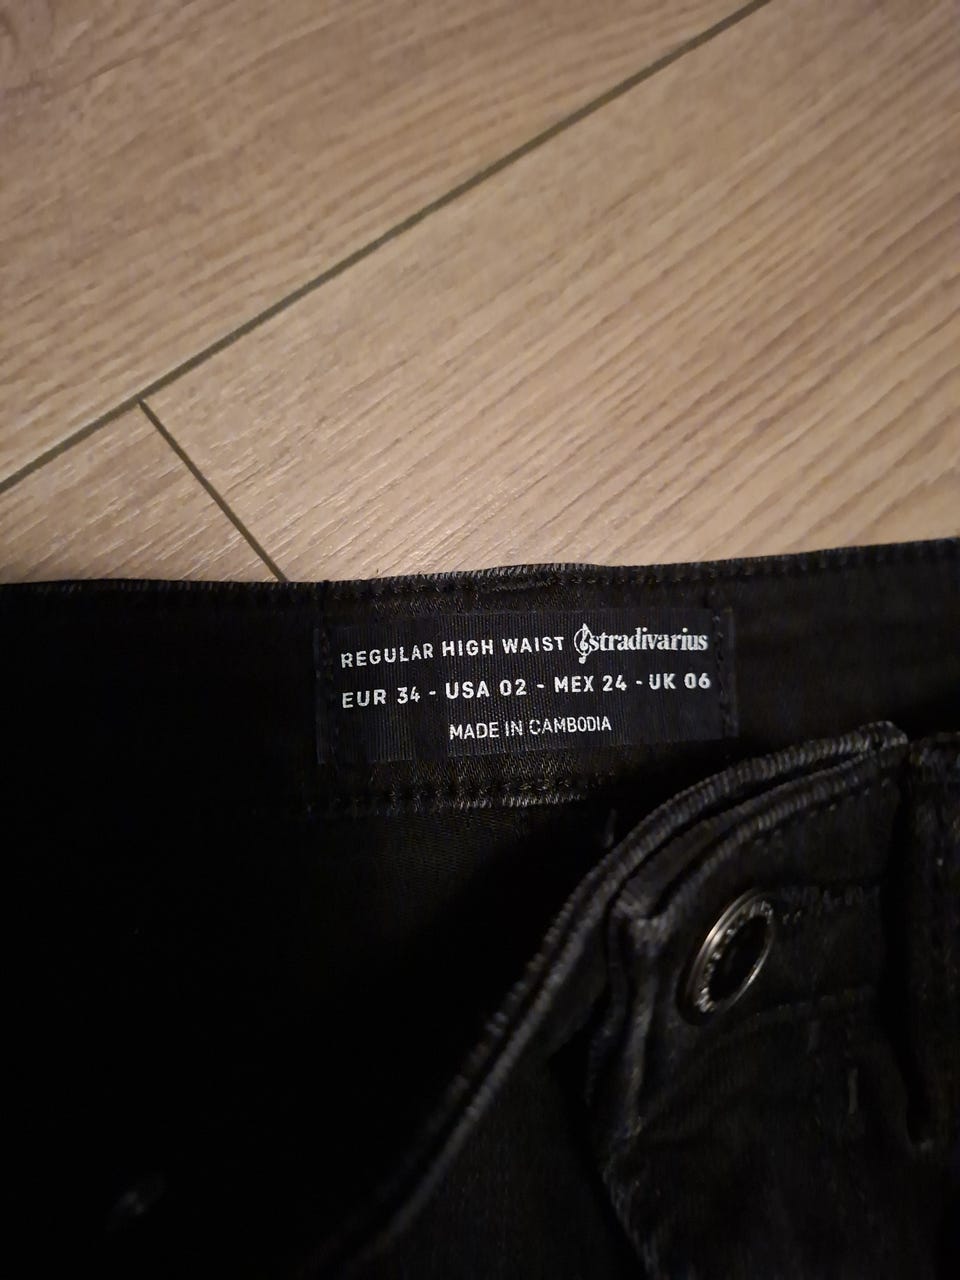 REGULAR HIGH WAIST stradivarius
EUR 34 - USA 02 - MEX 24 - UK 06
MADE IN CAMBODIA